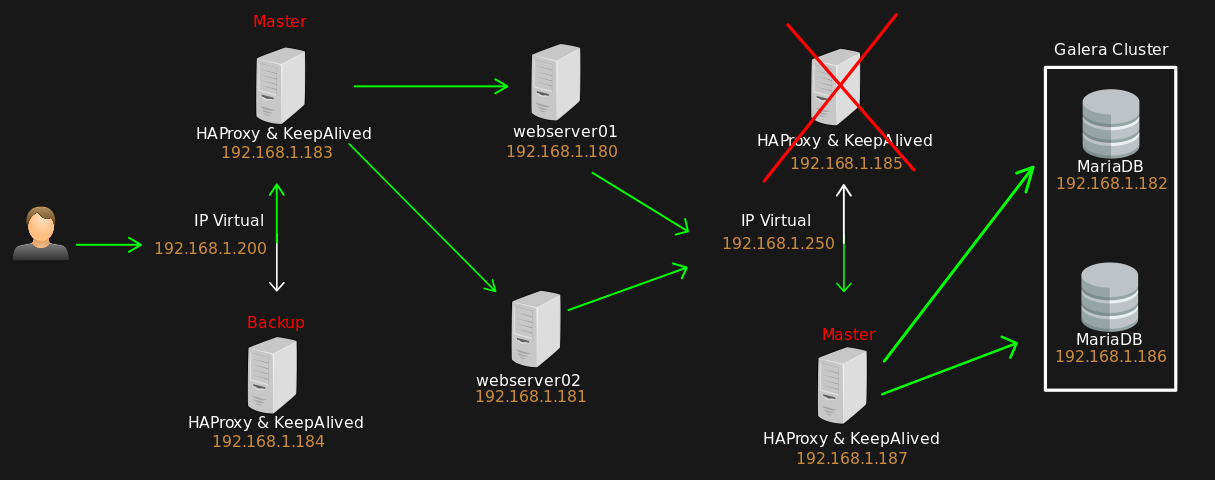 Master
HAProxy & KeepAlived
192.168.1.183
IP Virtual
192.168.1.200
Backup
HAProxy & KeepAlived
192.168.1.184
webserver01
192.168.1.180
webserver02
192.168.1.181
HAProxy & KeepAlived
192.168.1.185
IP Virtual
192.168.1.250
Master
HAProxy & KeepAlived
192.168.1.187
Galera Cluster
MariaDB
192.168.1.182
MariaDB
192.168.1.186